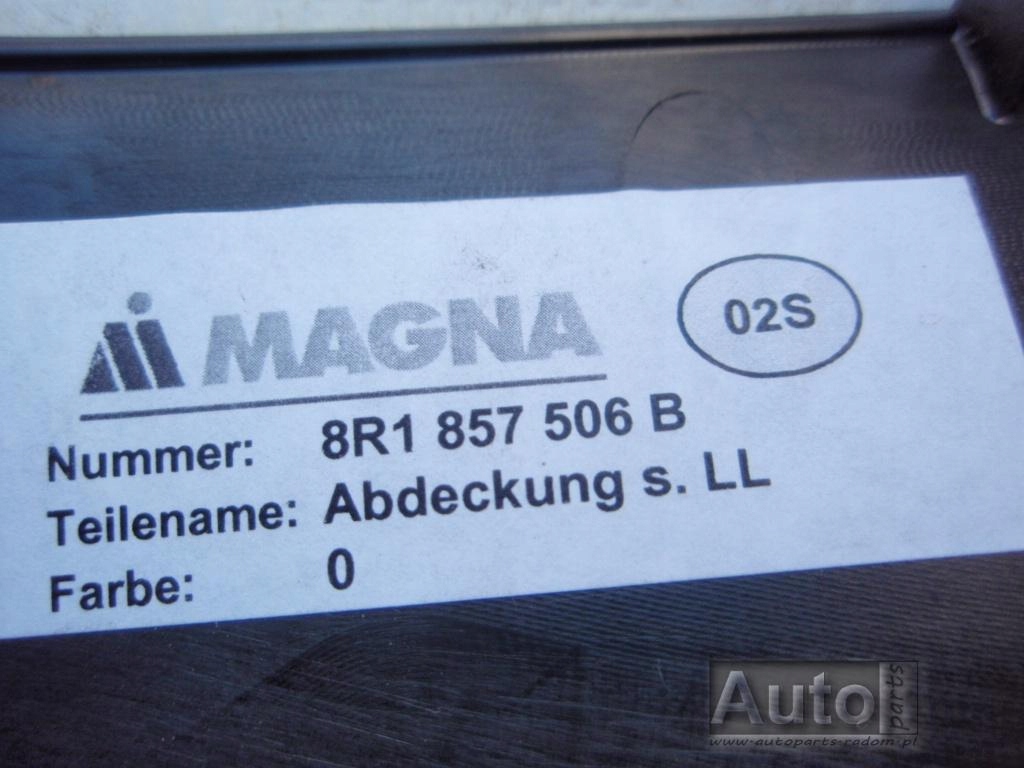 MAGNA
02S
Nummer: 8R1 857 506 B
Teilename: Abdeckung s. LL
Farbe: 0
Auto parts
www-autoparts-radom.pl